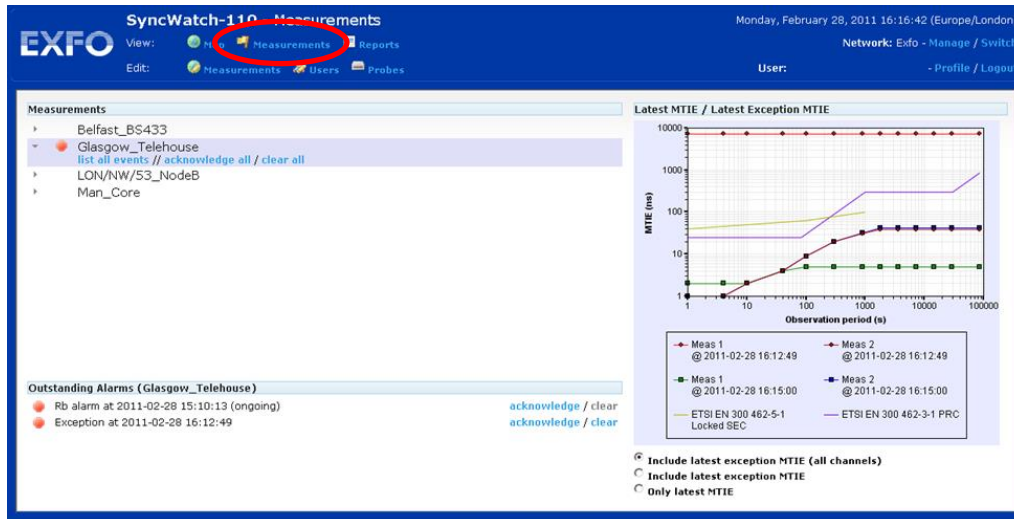 SyncWatch-110 - Measurements
Monday, February 28, 2011 16:16:42 (Europe/London
EXFO
View: Map Measurements Reports
Network: Exfo - Manage / Switch
Edit: Measurements Users Probes
User: - Profile / Logout
Measurements
Belfast_BS433
Glasgow_Telehouse
list all events // acknowledge all / clear all
LON/NW/53_NodeB
Man_Core
Outstanding Alarms (Glasgow_Telehouse)
Rb alarm at 2011-02-28 15:10:13 (ongoing) acknowledge / clear
Exception at 2011-02-28 16:12:49 acknowledge / clear
Latest MTIE / Latest Exception MTIE
10000
1000
100
10
1
MTIE (ns)
1 10 100 1000 10000 100000
Observation period (s)
Meas 1
@ 2011-02-28 16:12:49
Meas 2
@ 2011-02-28 16:12:49
Meas 1
@ 2011-02-28 16:15:00
Meas 2
@ 2011-02-28 16:15:00
ETSI EN 300 462-5-1
Locked SEC
ETSI EN 300 462-3-1 PRC
Include latest exception MTIE (all channels)
Include latest exception MTIE
Only latest MTIE